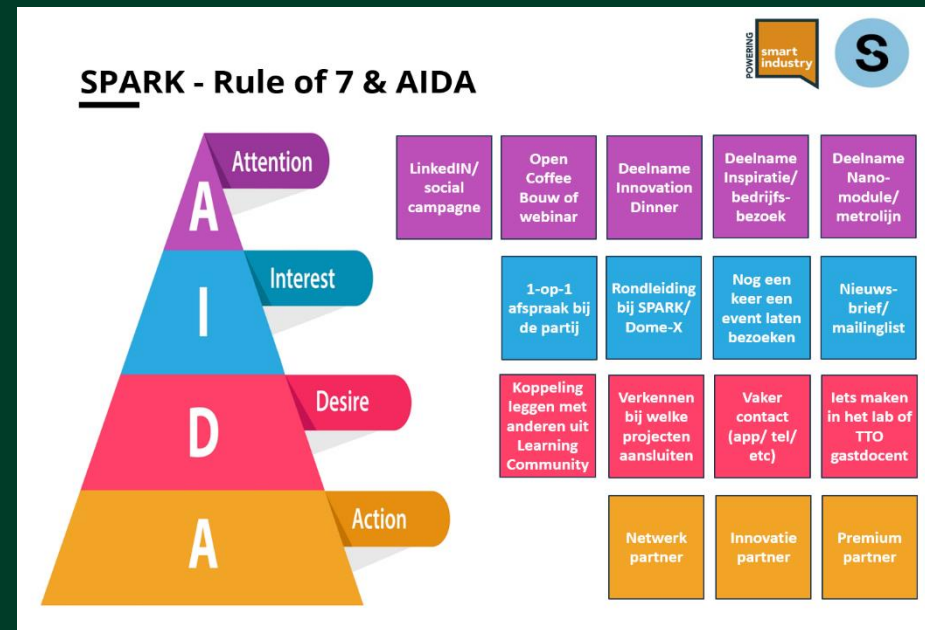 SPARK - Rule of 7 & AIDA
POWERING
smart
industry
S
A
Attention
LinkedIN/
social
campagne
Open
Coffee
Bouw of
webinar
Deelname
Innovation
Dinner
Deelname
Inspiratie/
bedrijfs-
bezoek
Deelname
Nano-
module/
metrolijn
I
Interest
1-op-1
afspraak bij
de partij
Rondleiding
bij SPARK/
Dome-X
Nog een
keer een
event laten
bezoeken
Nieuws-
brief/
mailinglist
D
Desire
Koppeling
leggen met
anderen uit
Learning
Community
Verkennen
bij welke
projecten
aansluiten
Vaker
contact
(app/ tel/
etc)
Iets maken
in het lab of
TTO
gastdocent
A
Action
Netwerk
partner
Innovatie
partner
Premium
partner